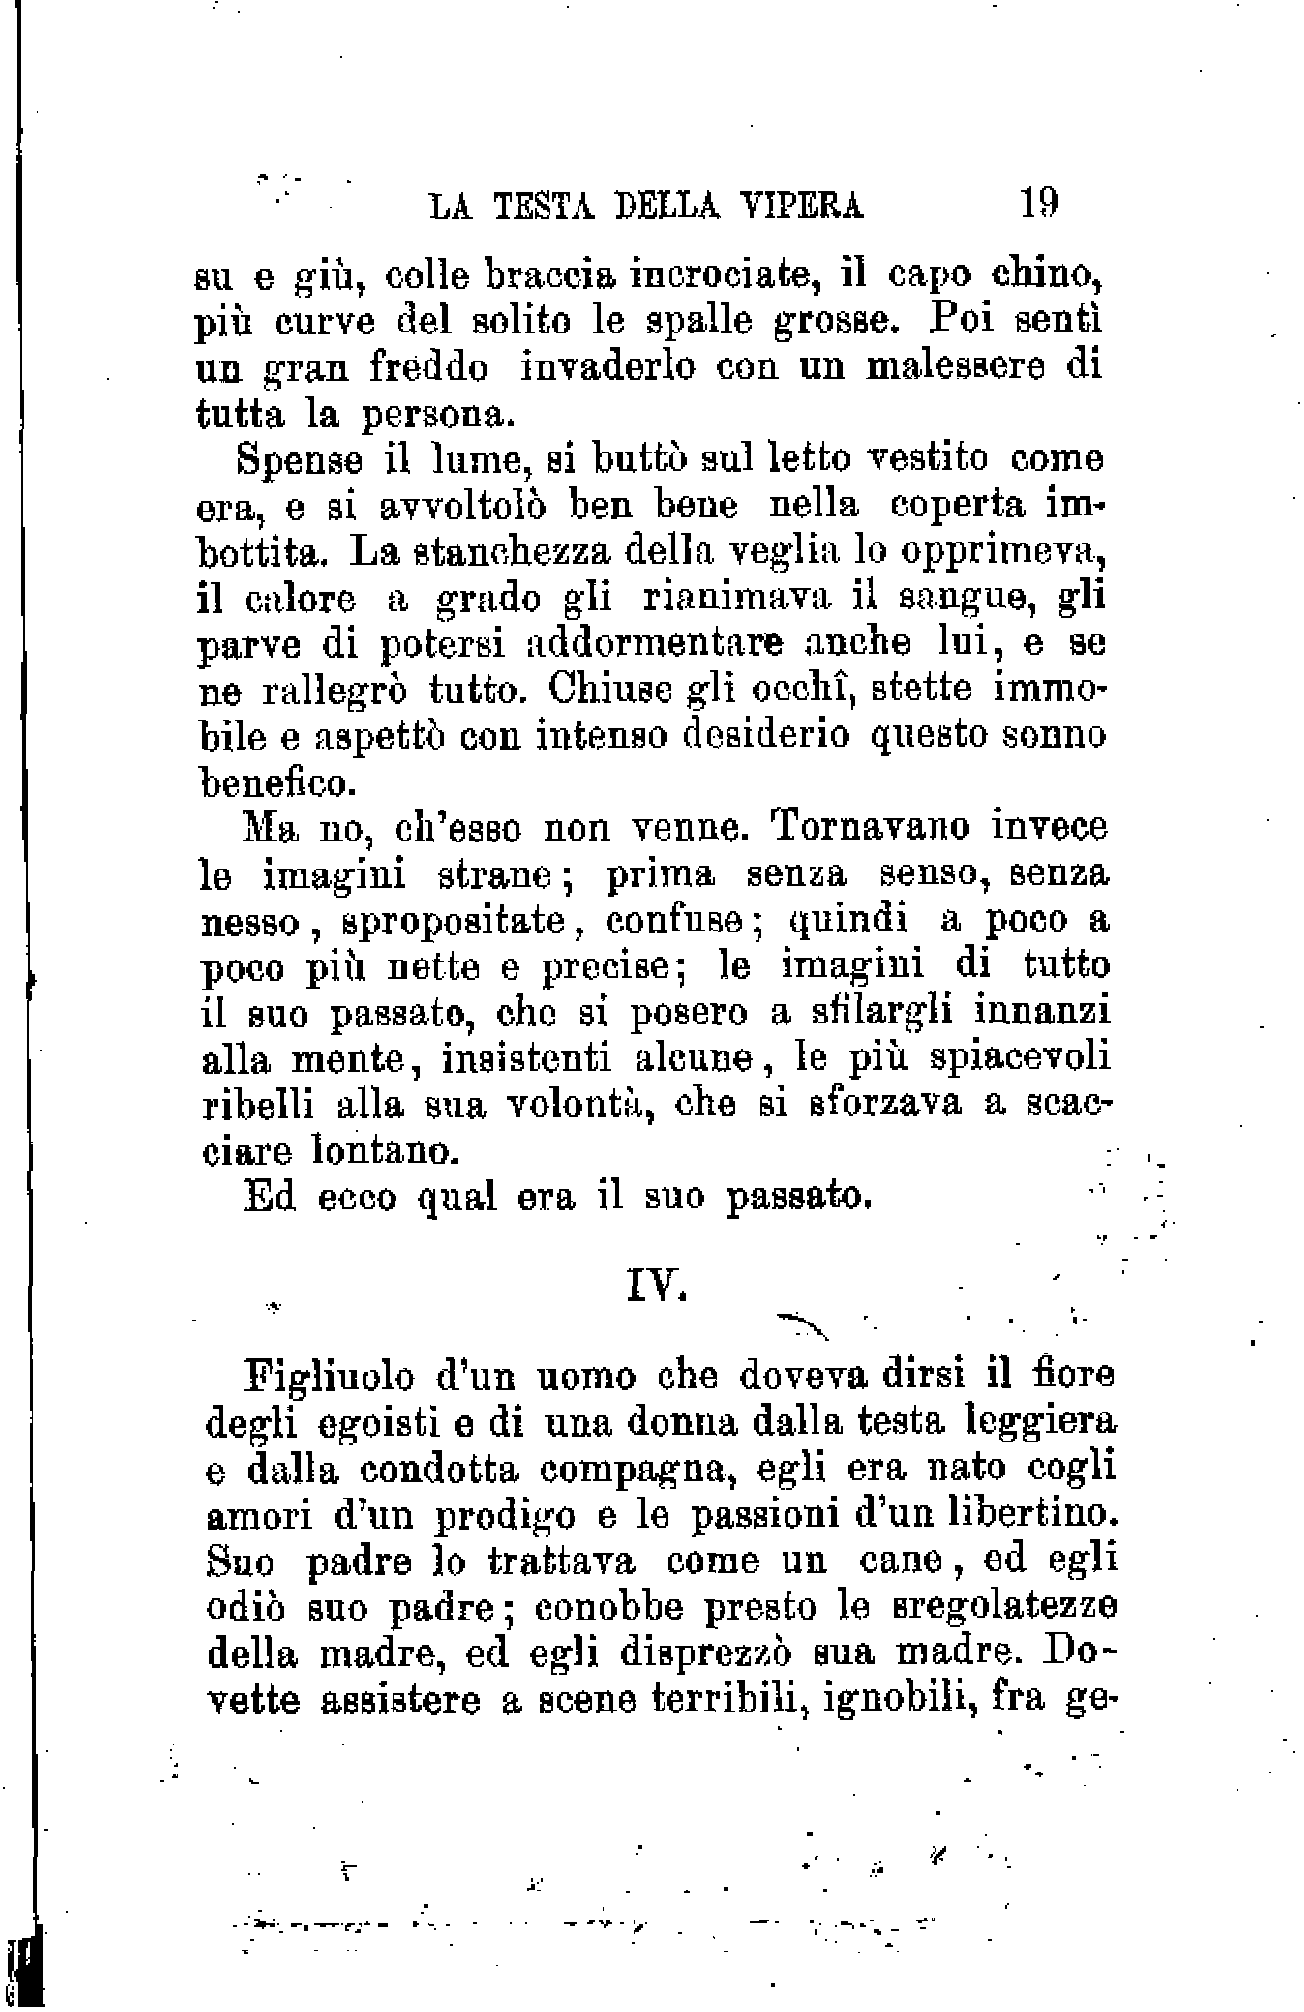 LA TESTA DELLA VIPERA 19
su e giù, colle braccia incrociate, il capo chino,
più curve del solito le spalle grosse. Poi sentì
un gran freddo invaderlo con un malessere di
tutta la persona.
Spense il lume, si buttò sul letto vestito come
era, e si avvoltolò ben bene nella coperta im-
bottita. La stanchezza della veglia lo opprimeva,
il calore a grado gli rianimava il sangue, gli
parve di potersi addormentare anche lui, e se
ne rallegrò tutto. Chiuse gli occhî, stette immo-
bile e aspettò con intenso desiderio questo sonno
benefico.
Ma no, ch'esso non venne. Tornavano invece
le imagini strane; prima senza senso, senza
nesso, spropositate, confuse; quindi a poco a
poco più nette e precise; le imagini di tutto
il suo passato, che si posero a sfilargli innanzi
alla mente, insistenti alcune, le più spiacevoli
ribelli alla sua volontà, che si sforzava a scac-
ciare lontano.
Ed ecco qual era il suo passato.
IV.
Figliuolo d'un uomo che doveva dirsi il fiore
degli egoisti e di una donna dalla testa leggiera
e dalla condotta compagna, egli era nato cogli
amori d'un prodigo e le passioni d'un libertino.
Suo padre lo trattava come un cane, ed egli
odiò suo padre; conobbe presto le sregolatezze
della madre, ed egli disprezzò sua madre. Do-
vette assistere a scene terribili, ignobili, fra ge-